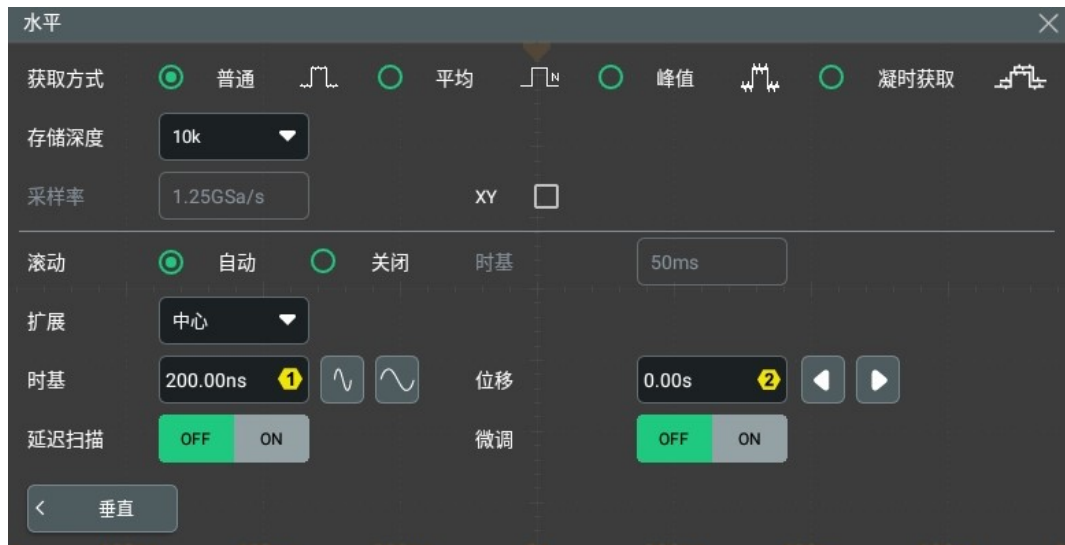 水平
获取方式 普通 平均 N 峰值 凝时获取
存储深度 10k
采样率 1.25GSa/s XY
滚动 自动 关闭 时基 50ms
扩展 中心
时基 200.00ns 1 位移 0.00s 2
延迟扫描 OFF ON 微调 OFF ON
垂直